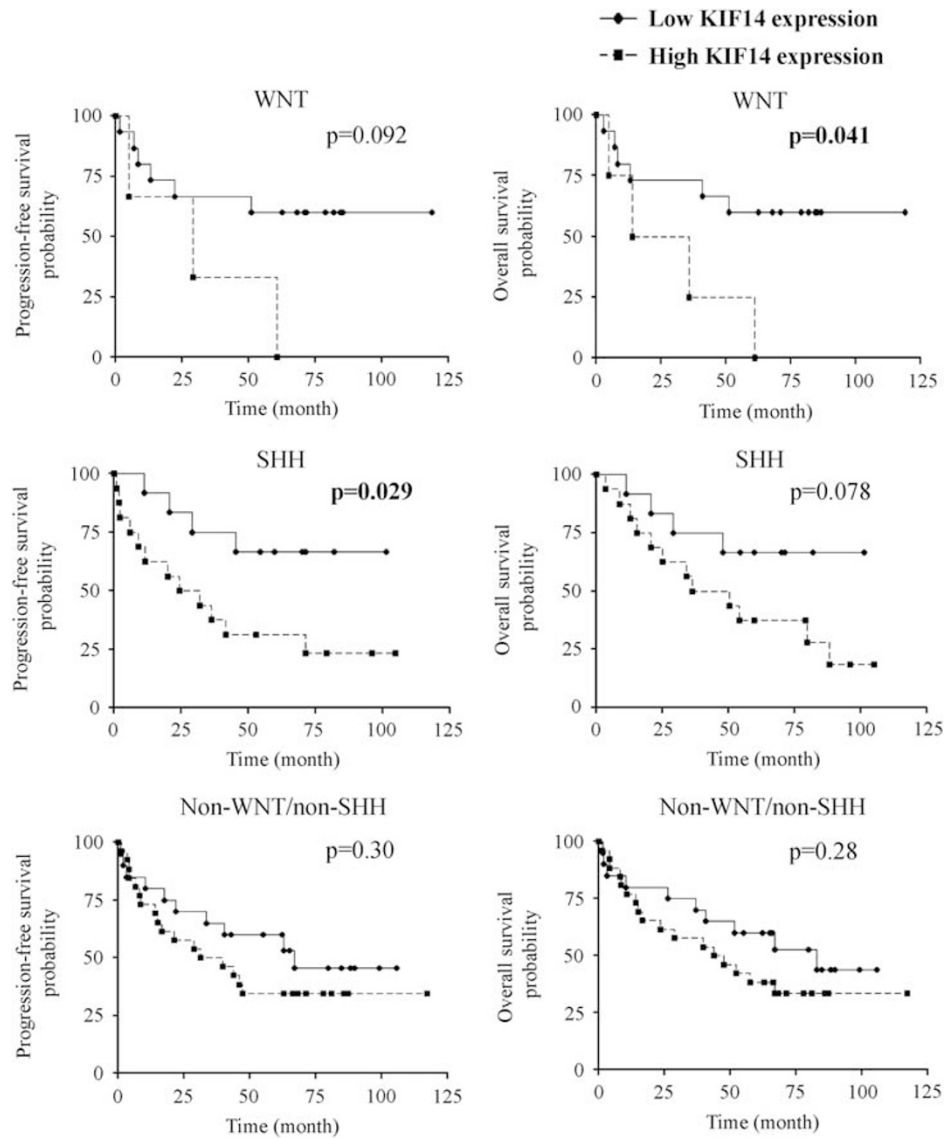 Low KIF14 expression
High KIF14 expression
WNT
p=0.092
100
75
50
25
0
0 25 50 75 100 125
Progression-free survival
probability
Time (month)
WNT
p=0.041
100
75
50
25
0
0 25 50 75 100 125
Overall survival
probability
Time (month)
SHH
p=0.029
100
75
50
25
0
0 25 50 75 100 125
Progression-free survival
probability
Time (month)
SHH
p=0.078
100
75
50
25
0
0 25 50 75 100 125
Overall survival
probability
Time (month)
Non-WNT/non-SHH
p=0.30
100
75
50
25
0
0 25 50 75 100 125
Progression-free survival
probability
Time (month)
Non-WNT/non-SHH
p=0.28
100
75
50
25
0
0 25 50 75 100 125
Overall survival
probability
Time (month)